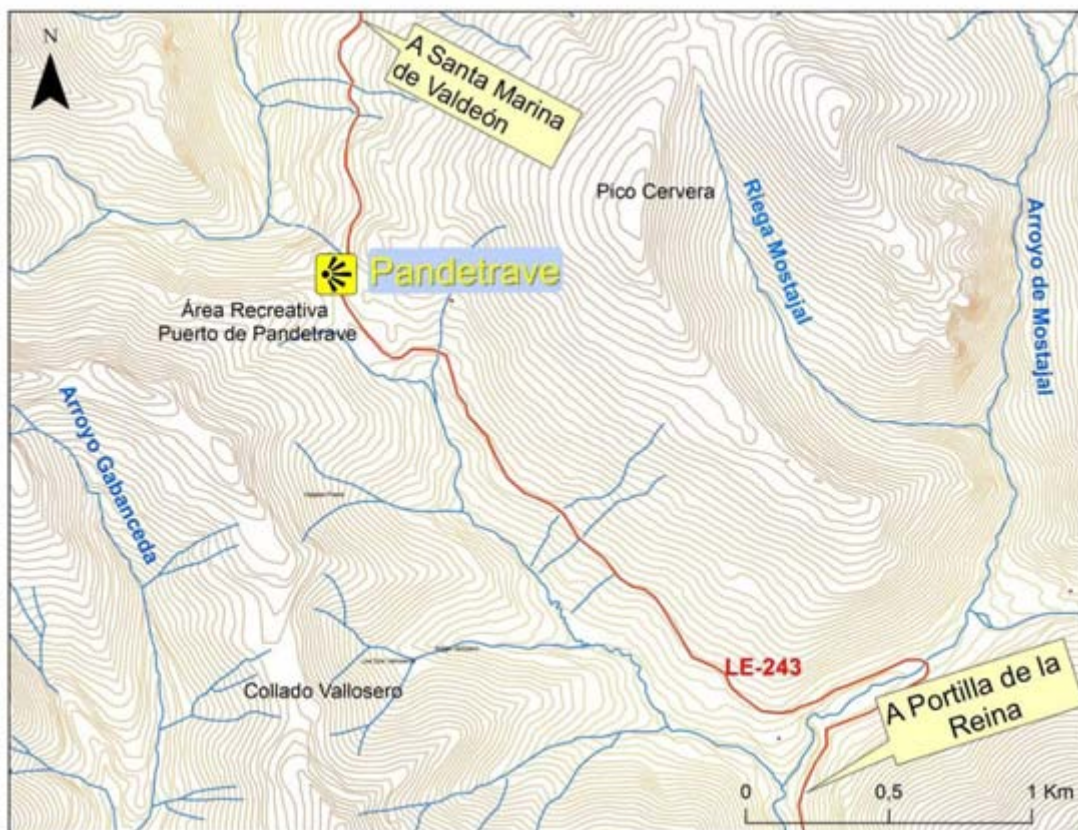 N
A Santa Marina
de Valdeón
Pico Cervera
Riega Mostajal
Arroyo de Mostajal
Pandetrave
Área Recreativa
Puerto de Pandetrave
Arroyo Gabanceda
Collado Vallosero
LE-243
A Portilla de la
Reina
0 0,5 1 Km